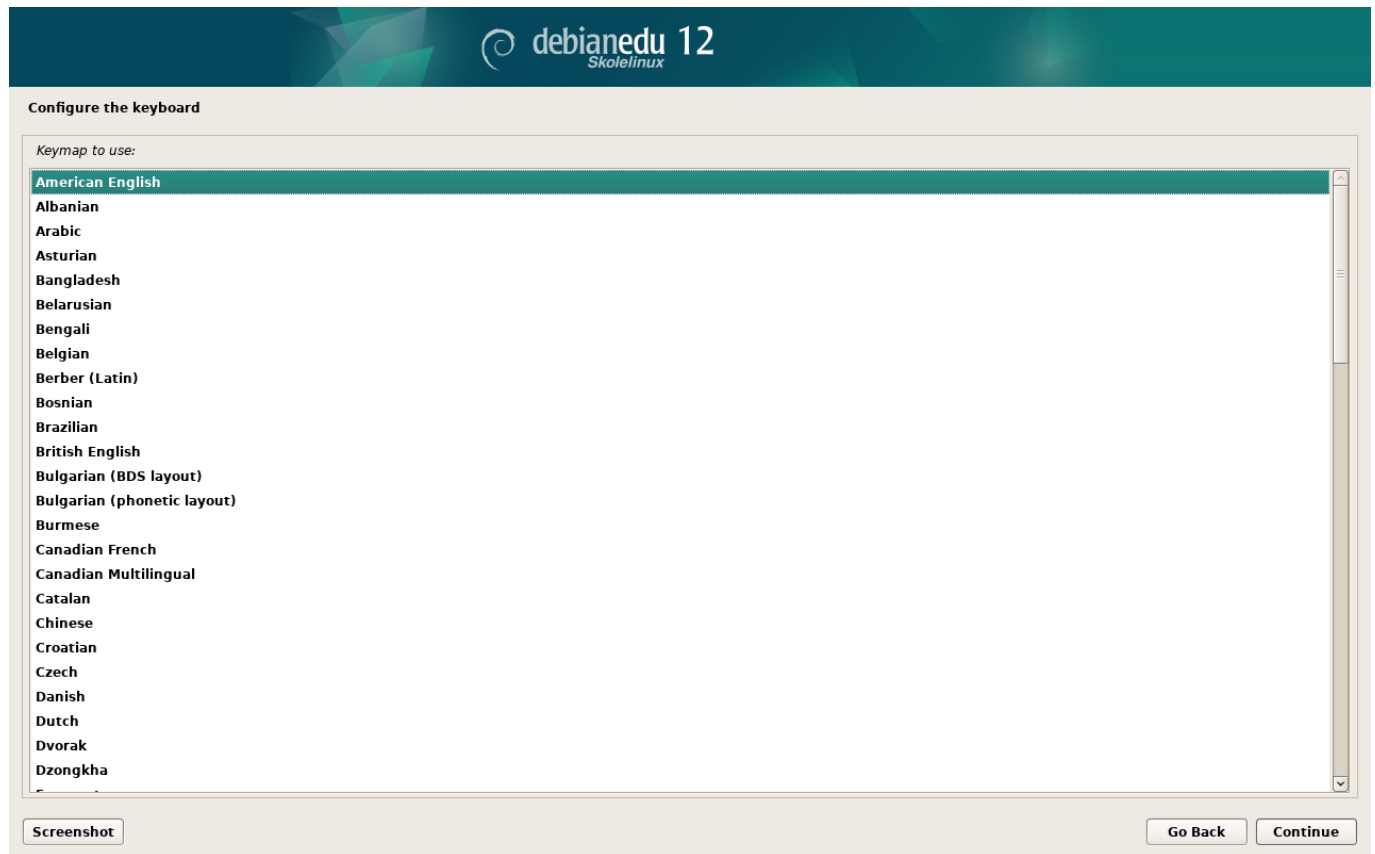 debianedu 12
Skolelinux
Configure the keyboard
Keymap to use:
American English
Albanian
Arabic
Asturian
Bangladesh
Belarusian
Bengali
Belgian
Berber (Latin)
Bosnian
Brazilian
British English
Bulgarian (BDS layout)
Bulgarian (phonetic layout)
Burmese
Canadian French
Canadian Multilingual
Catalan
Chinese
Croatian
Czech
Danish
Dutch
Dvorak
Dzongkha
Screenshot
Go Back
Continue